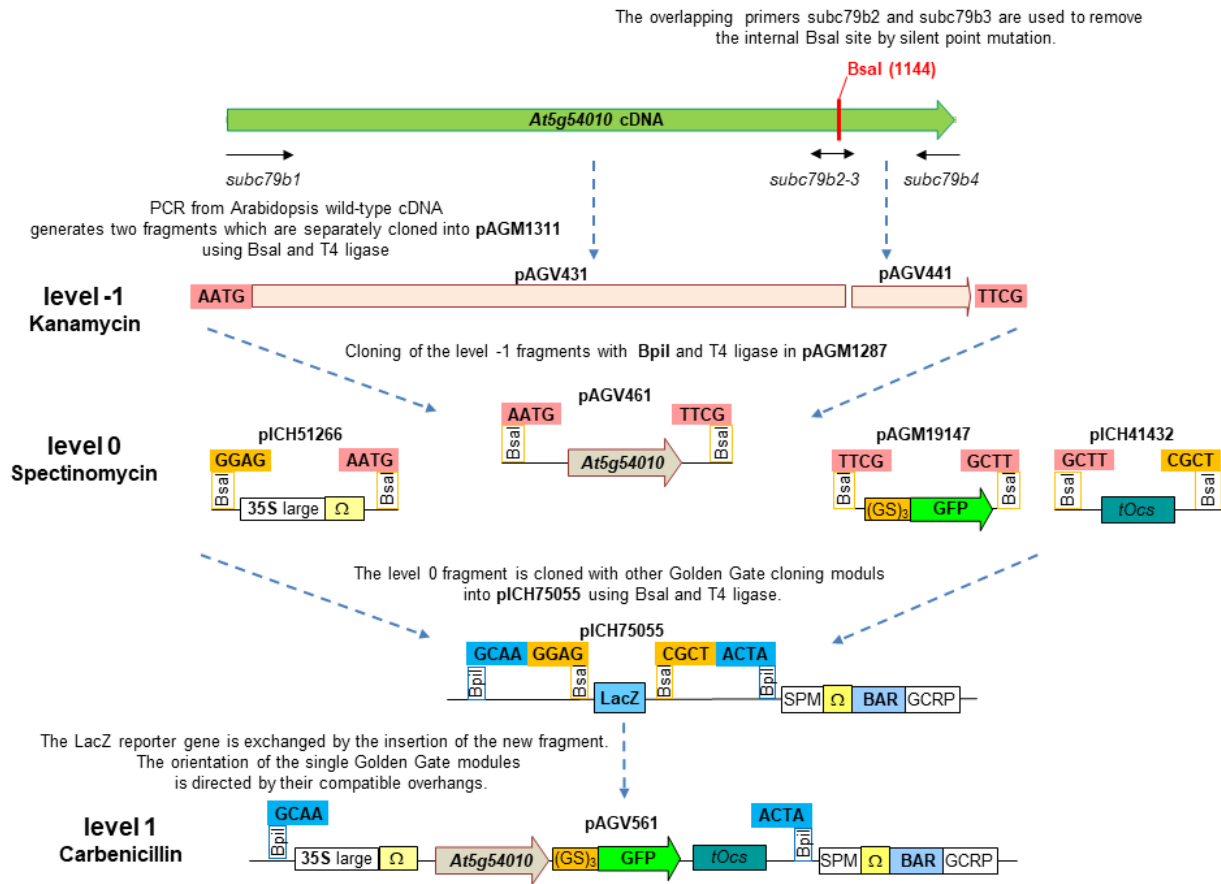 The overlapping primers subc79b2 and subc79b3 are used to remove
the internal BsaI site by silent point mutation.
BsaI (1144)
At5g54010 cDNA
subc79b1
subc79b2-3
subc79b4
PCR from Arabidopsis wild-type cDNA
generates two fragments which are separately cloned into pAGM1311
using BsaI and T4 ligase
pAGV431
pAGV441
level -1
Kanamycin
AATG
TTCG
Cloning of the level -1 fragments with BpiI and T4 ligase in pAGM1287
pAGV461
AATG
TTCG
BsaI
BsaI
At5g54010
level 0
Spectinomycin
pICH51266
GGAG
AATG
BsaI
BsaI
35S large
Ω
pAGM19147
TTCG
GCTT
BsaI
BsaI
(GS)3
GFP
pICH41432
GCTT
CGCT
BsaI
BsaI
tOcs
The level 0 fragment is cloned with other Golden Gate cloning moduls
into pICH75055 using BsaI and T4 ligase.
pICH75055
GCAA GGAG
CGCT ACTA
BpiI
BsaI
LacZ
BsaI
BpiI
SPM Ω BAR GCRP
The LacZ reporter gene is exchanged by the insertion of the new fragment.
The orientation of the single Golden Gate modules
is directed by their compatible overhangs.
level 1
Carbenicillin
GCAA
pAGV561
ACTA
BpiI
BpiI
35S large Ω At5g54010 (GS)3 GFP tOcs SPM Ω BAR GCRP